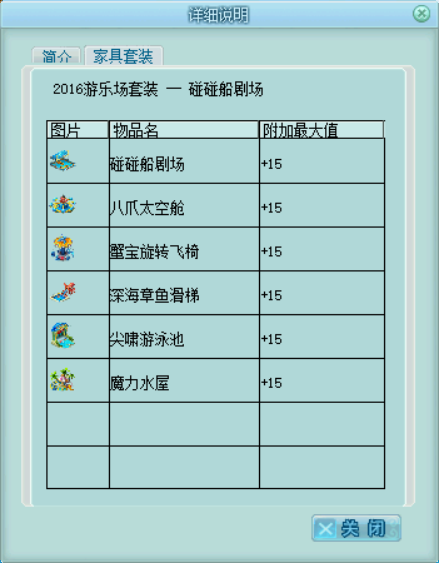 详细说明
简介 家具套装
2016游乐场套装 — 碰碰船剧场
图片 物品名 附加最大值
碰碰船剧场 +15
八爪太空舱 +15
蟹宝旋转飞椅 +15
深海章鱼滑梯 +15
尖啸游泳池 +15
魔力水屋 +15
关闭